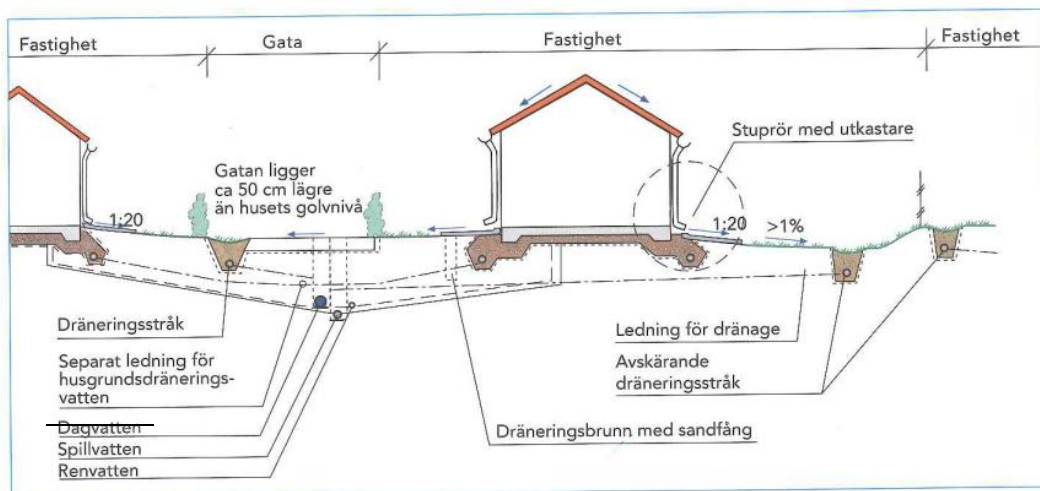 Fastighet
Gata
Fastighet
Fastighet
Stuprör med utkastare
Gatan ligger
ca 50 cm lägre
än husets golvnivå
1:20
1:20
>1%
Dräneringsstråk
Ledning för dränage
Separat ledning för
husgrundsdränerings-
vatten
Avskärande
dräneringsstråk
Dagvatten
Dräneringsbrunn med sandfång
Spillvatten
Renvatten